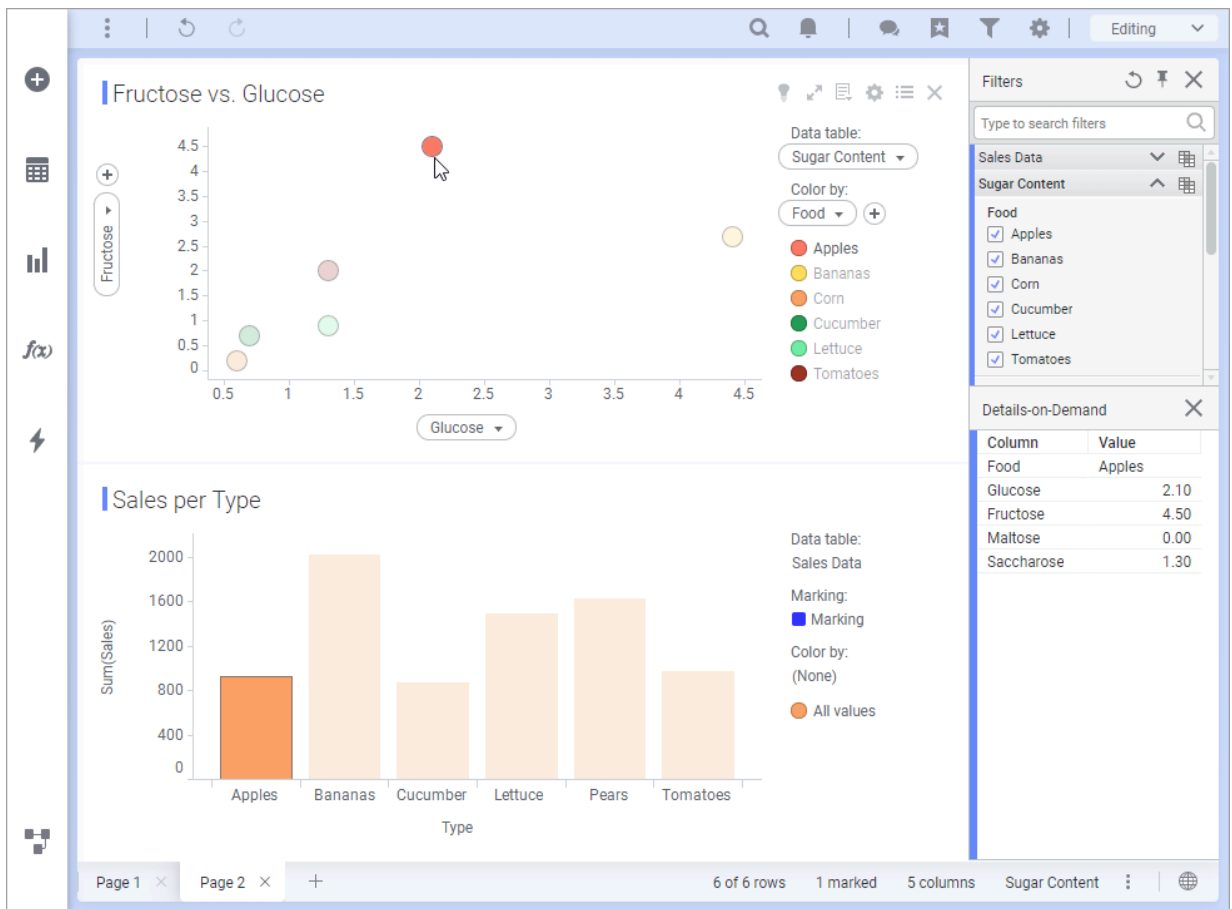 Editing
Fructose vs. Glucose
4.5
4
3.5
3
2.5
2
1.5
1
0.5
0
Fructose
0.5 1 1.5 2 2.5 3 3.5 4 4.5
Glucose
Data table:
Sugar Content
Color by:
Food
Apples
Bananas
Corn
Cucumber
Lettuce
Tomatoes
Sales per Type
2000
1600
1200
800
400
0
Sum(Sales)
Apples Bananas Cucumber Lettuce Pears Tomatoes
Type
Data table:
Sales Data
Marking:
Marking
Color by:
(None)
All values
Filters
Type to search filters
Sales Data
Sugar Content
Food
Apples
Bananas
Corn
Cucumber
Lettuce
Tomatoes
Details-on-Demand
Column Value
Food Apples
Glucose 2.10
Fructose 4.50
Maltose 0.00
Saccharose 1.30
f(x)
Page 1 Page 2 6 of 6 rows 1 marked 5 columns Sugar Content